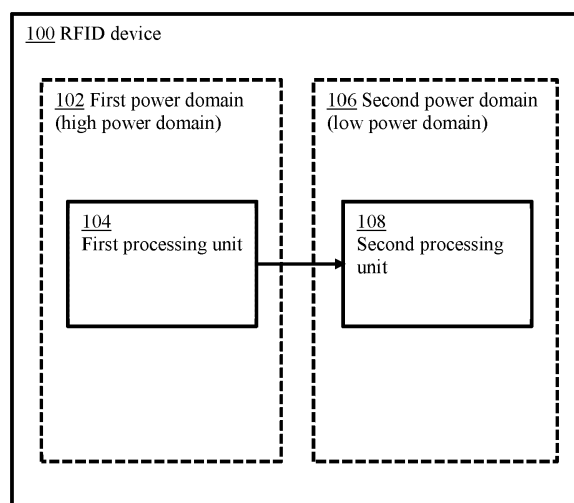 100 RFID device
102 First power domain
(high power domain)
106 Second power domain
(low power domain)
104
First processing unit
108
Second processing
unit